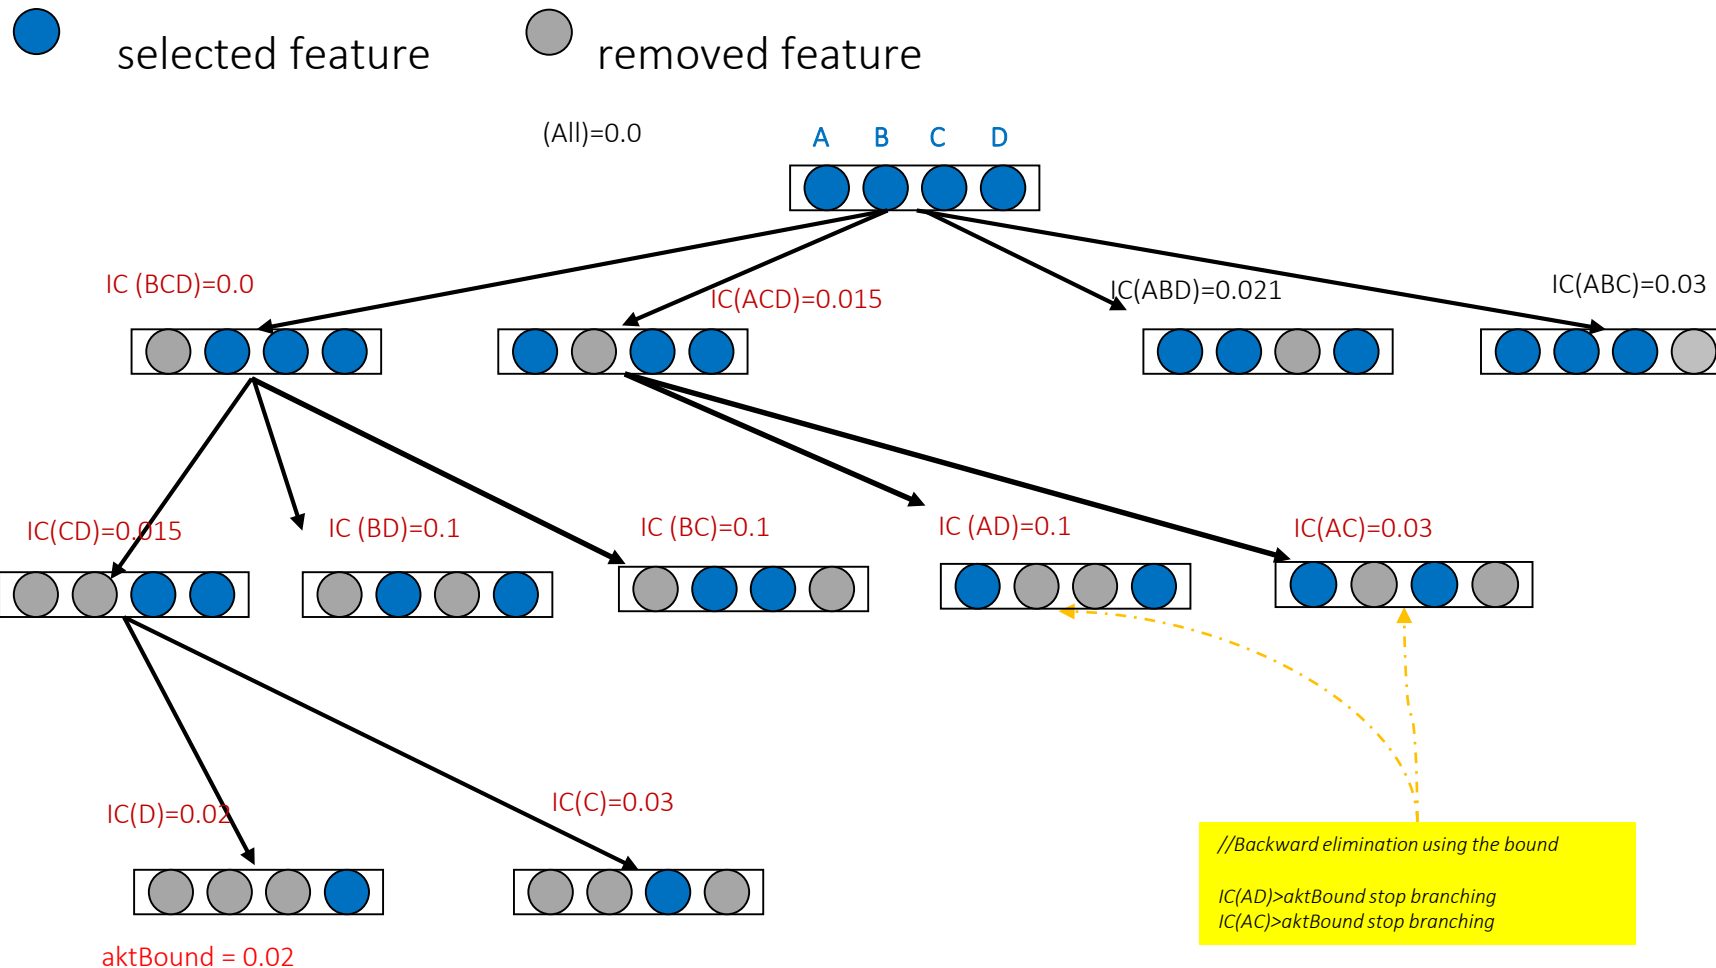 selected feature
removed feature
(All)=0.0
A B C D
IC (BCD)=0.0
IC(ACD)=0.015
IC(ABD)=0.021
IC(ABC)=0.03
IC(CD)=0.015
IC (BD)=0.1
IC (BC)=0.1
IC (AD)=0.1
IC(AC)=0.03
IC(D)=0.02
IC(C)=0.03
//Backward elimination using the bound
IC(AD)>aktBound stop branching
IC(AC)>aktBound stop branching
aktBound = 0.02